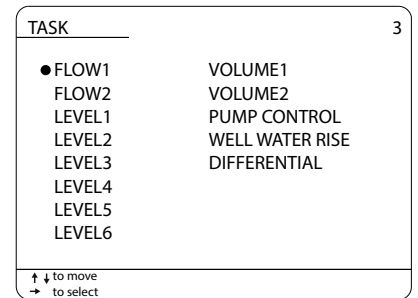 TASK 3
● FLOW1 VOLUME1
FLOW2 VOLUME2
LEVEL1 PUMP CONTROL
LEVEL2 WELL WATER RISE
LEVEL3 DIFFERENTIAL
LEVEL4
LEVEL5
LEVEL6
↑ ↓ to move
→ to select